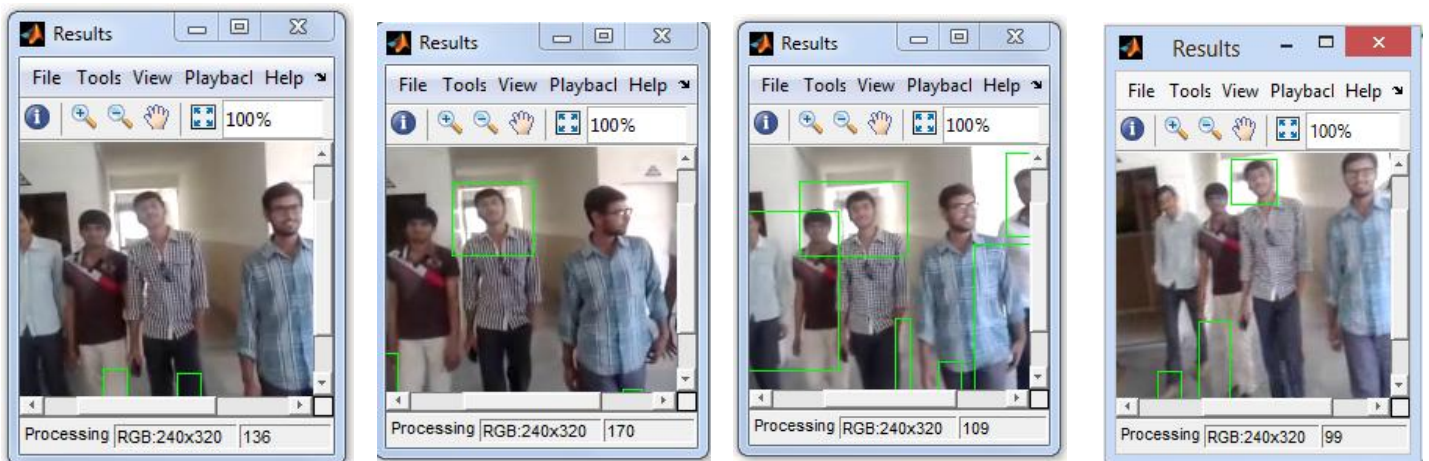 Results
File Tools View Playbacl Help
100%
Processing RGB:240x320 136
Results
File Tools View Playbacl Help
100%
Processing RGB:240x320 170
Results
File Tools View Playbacl Help
100%
Processing RGB:240x320 109
Results
File Tools View Playbacl Help
100%
Processing RGB:240x320 99